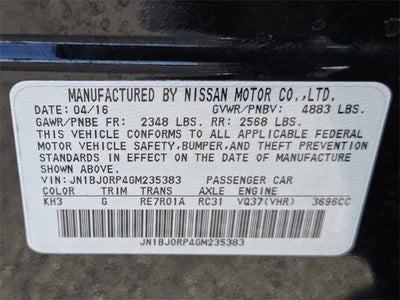 MANUFACTURED BY NISSAN MOTOR CO.,LTD.
DATE: 04/16 GVWR/PNBV: 4883 LBS.
GAWR/PNBE FR: 2348 LBS. RR: 2568 LBS.
THIS VEHICLE CONFORMS TO ALL APPLICABLE FEDERAL
MOTOR VEHICLE SAFETY,BUMPER,AND THEFT PREVENTION
STANDARDS IN EFFECT ON THE DATE OF MANUFACTURE
SHOWN ABOVE.
VIN: JN1BJ0RP4GM235383 PASSENGER CAR
COLOR TRIM TRANS AXLE ENGINE
KH3 G RE7R01A RC31 VQ37(VHR) 3696CC
JN1BJ0RP4GM235383